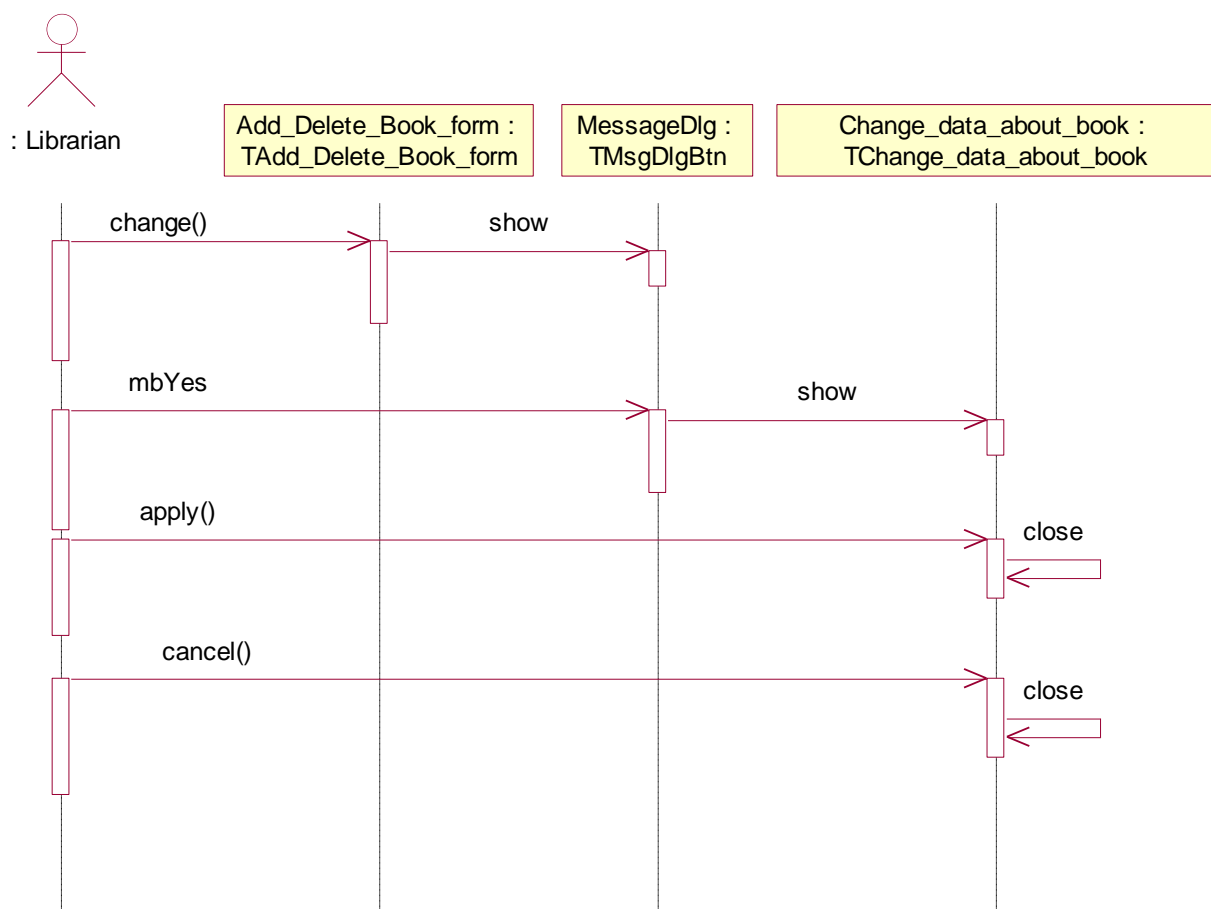 : Librarian
Add_Delete_Book_form :
TAdd_Delete_Book_form
MessageDlg :
TMsgDlgBtn
Change_data_about_book :
TChange_data_about_book
change()
show
mbYes
show
apply()
close
cancel()
close